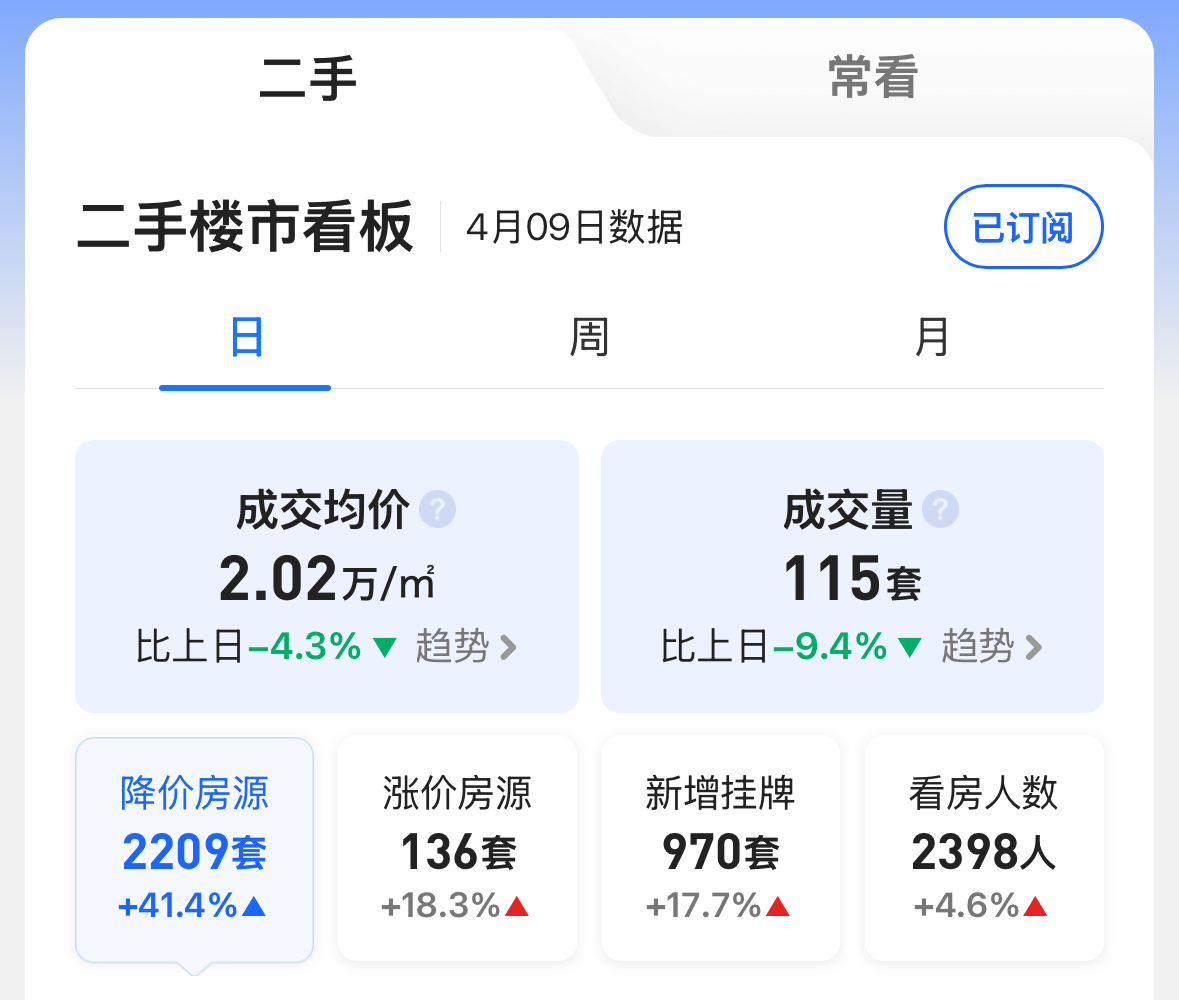 二手 常看
二手楼市看板 4月09日数据 已订阅
日 周 月
成交均价 ? 成交量 ?
2.02万/㎡ 115套
比上日-4.3%▼ 趋势 > 比上日-9.4%▼ 趋势 >
降价房源 涨价房源 新增挂牌 看房人数
2209套 136套 970套 2398人
+41.4%▲ +18.3%▲ +17.7%▲ +4.6%▲